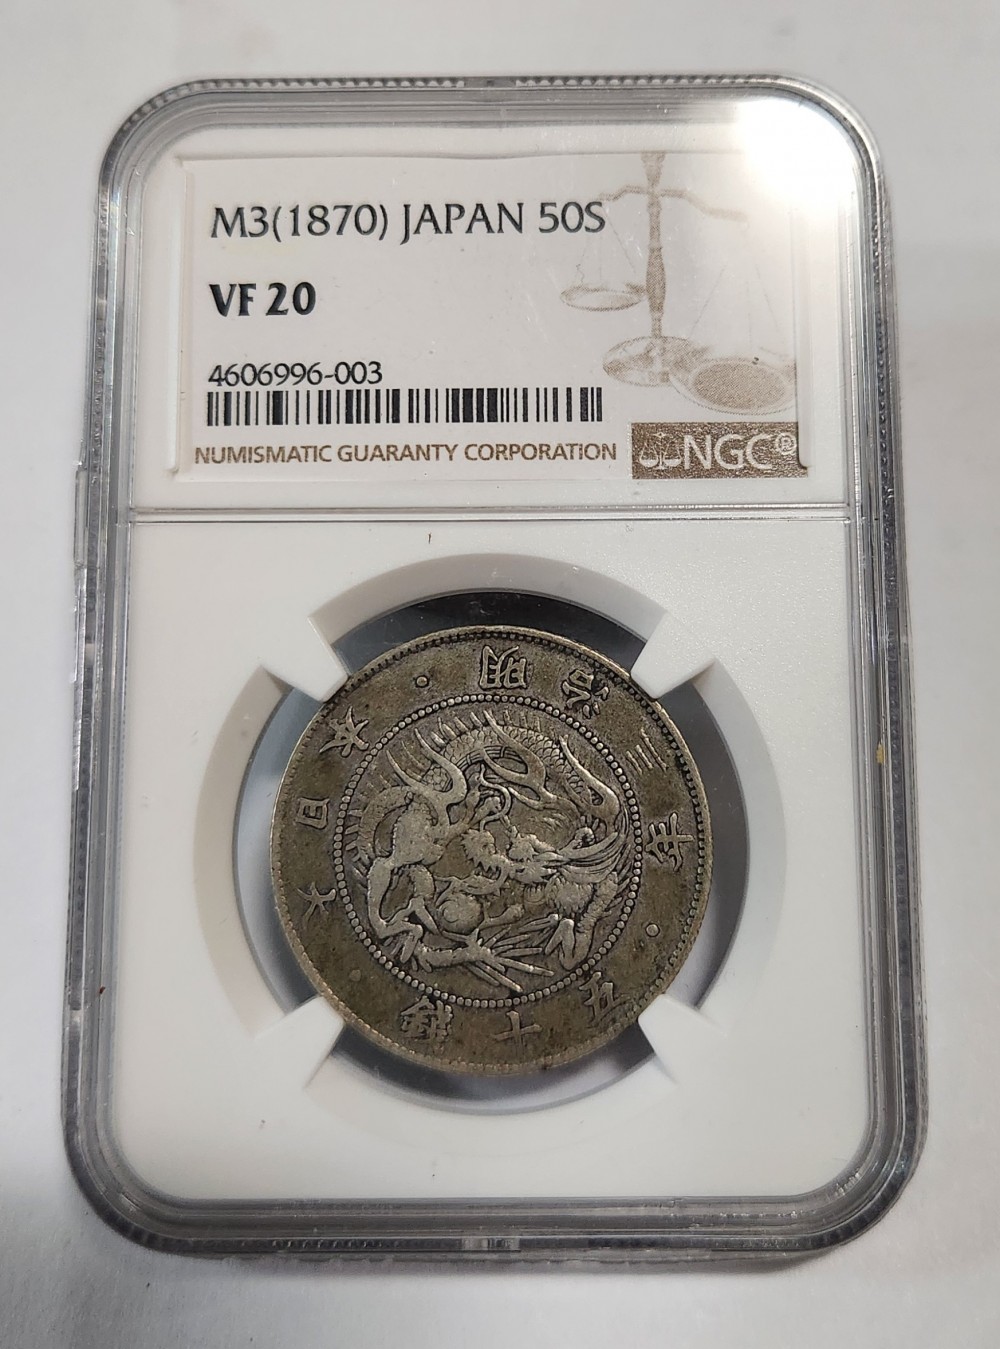 M3(1870) JAPAN 50S
VF 20
4606996-003
NUMISMATIC GUARANTY CORPORATION
NGC®
大日本 · 明治三年 · 五十錢 ·